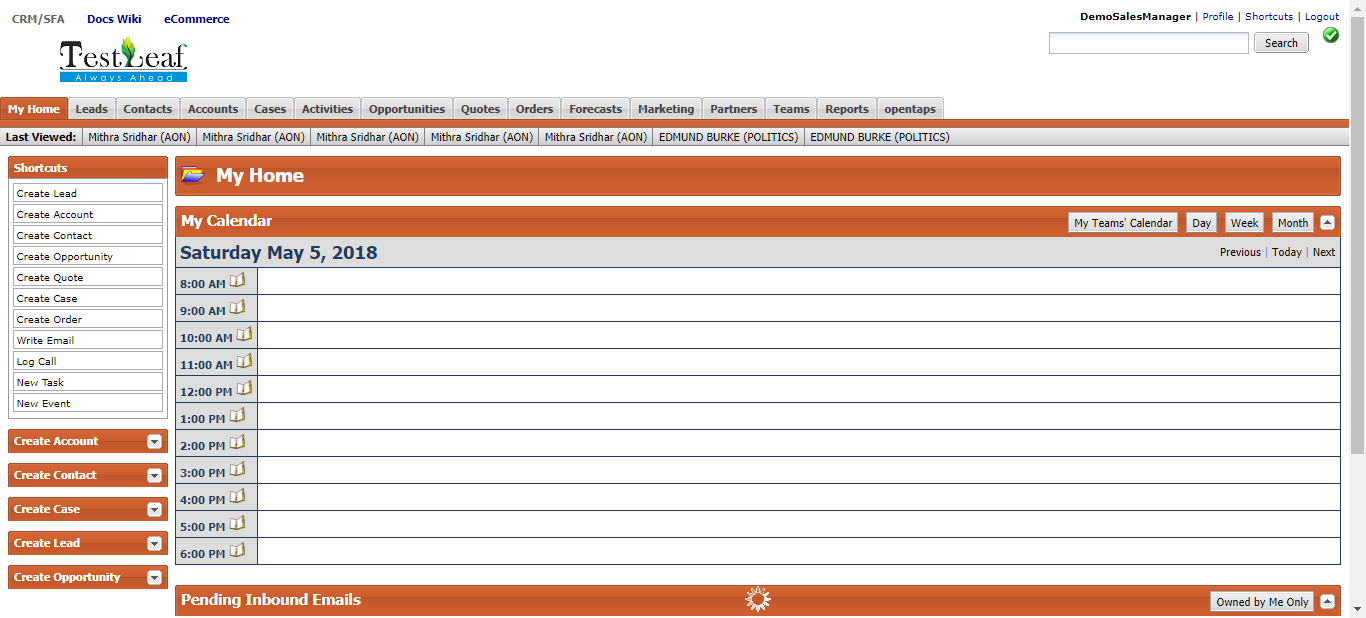 CRM/SFA Docs Wiki eCommerce
DemoSalesManager | Profile | Shortcuts | Logout
Search
TestLeaf
Always Ahead
My Home Leads Contacts Accounts Cases Activities Opportunities Quotes Orders Forecasts Marketing Partners Teams Reports opentaps
Last Viewed: Mithra Sridhar (AON) Mithra Sridhar (AON) Mithra Sridhar (AON) Mithra Sridhar (AON) Mithra Sridhar (AON) EDMUND BURKE (POLITICS) EDMUND BURKE (POLITICS)
Shortcuts
Create Lead
Create Account
Create Contact
Create Opportunity
Create Quote
Create Case
Create Order
Write Email
Log Call
New Task
New Event
Create Account
Create Contact
Create Case
Create Lead
Create Opportunity
My Home
My Calendar
My Teams' Calendar Day Week Month
Saturday May 5, 2018
Previous | Today | Next
8:00 AM
9:00 AM
10:00 AM
11:00 AM
12:00 PM
1:00 PM
2:00 PM
3:00 PM
4:00 PM
5:00 PM
6:00 PM
Pending Inbound Emails
Owned by Me Only